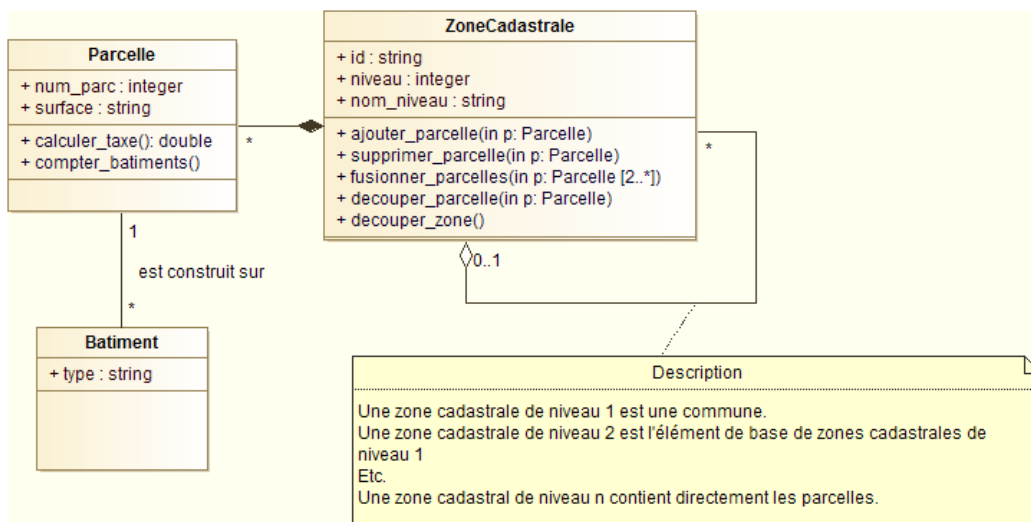 ZoneCadastrale
+ id : string
+ niveau : integer
+ nom_niveau : string
+ ajouter_parcelle(in p: Parcelle)
+ supprimer_parcelle(in p: Parcelle)
+ fusionner_parcelles(in p: Parcelle [2..*])
+ decouper_parcelle(in p: Parcelle)
+ decouper_zone()
Parcelle
+ num_parc : integer
+ surface : string
+ calculer_taxe(): double
+ compter_batiments()
*
*
0..1
1
est construit sur
*
Batiment
+ type : string
Description
Une zone cadastrale de niveau 1 est une commune.
Une zone cadastrale de niveau 2 est l'élément de base de zones cadastrales de
niveau 1
Etc.
Une zone cadastral de niveau n contient directement les parcelles.